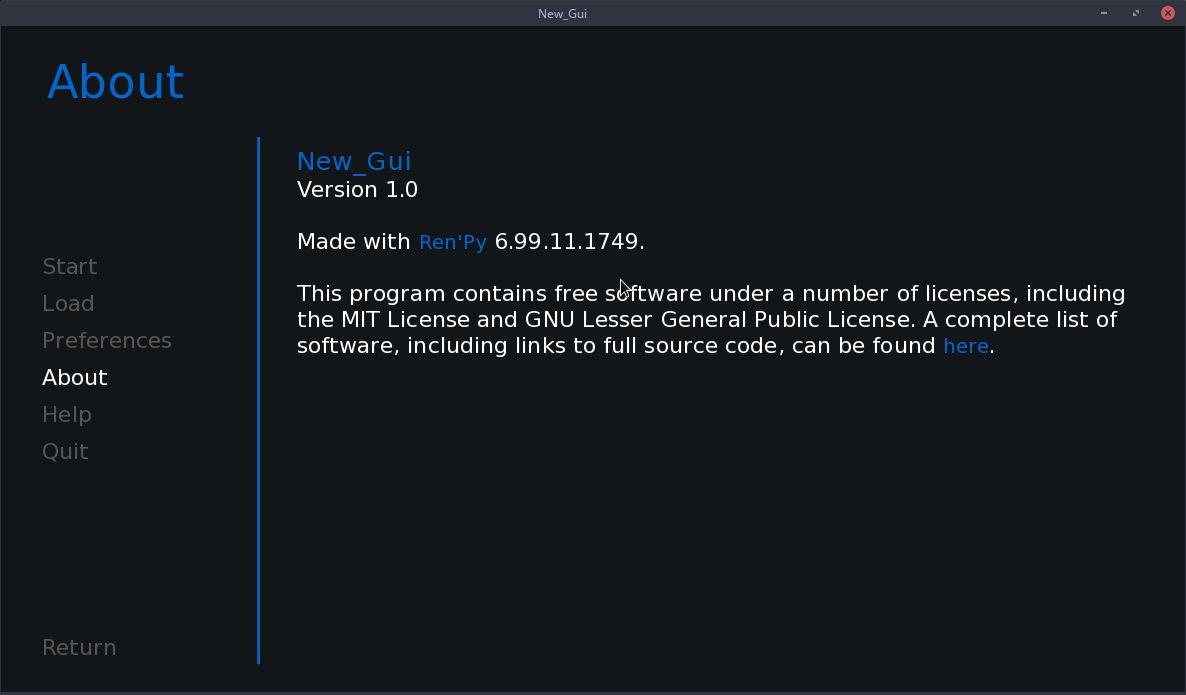 New_Gui
About
New_Gui
Version 1.0
Made with Ren'Py 6.99.11.1749.
This program contains free software under a number of licenses, including
the MIT License and GNU Lesser General Public License. A complete list of
software, including links to full source code, can be found here.
Start
Load
Preferences
About
Help
Quit
Return